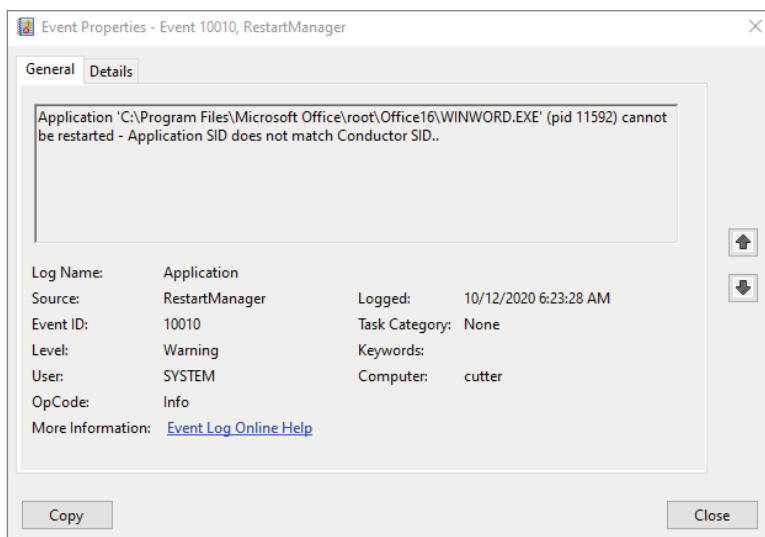 Event Properties - Event 10010, RestartManager
General Details
Application 'C:\Program Files\Microsoft Office\root\Office16\WINWORD.EXE' (pid 11592) cannot
be restarted - Application SID does not match Conductor SID..
Log Name: Application
Source: RestartManager Logged: 10/12/2020 6:23:28 AM
Event ID: 10010 Task Category: None
Level: Warning Keywords:
User: SYSTEM Computer: cutter
OpCode: Info
More Information: Event Log Online Help
Copy Close